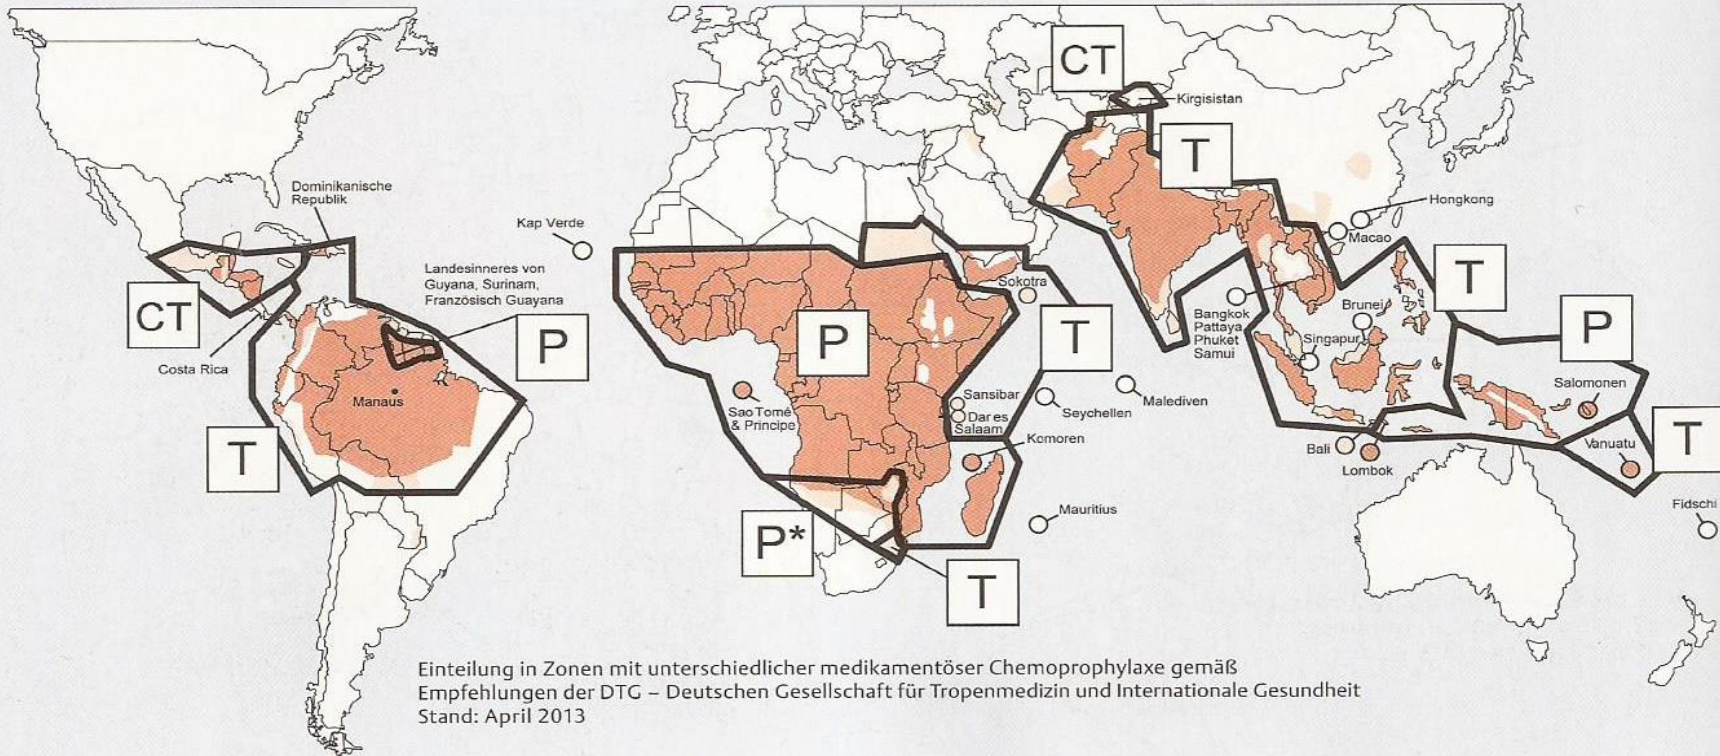 CT
Kirgisistan
T
Dominikanische
Republik
Kap Verde
Hongkong
Macao
Landesinneres von
Guyana, Surinam,
Französisch Guayana
CT
P
Costa Rica
Manaus
T
P
Sokotra
T
Bangkok
Pattaya
Phuket
Samui
Brunei
Singapur
T
P
Salomonen
Sao Tomé
& Principe
Sansibar
Dar es
Salaam
Seychellen
Malediven
Komoren
Bali
Lombok
Vanuatu
T
Mauritius
Fidschi
P*
T
Einteilung in Zonen mit unterschiedlicher medikamentöser Chemoprophylaxe gemäß
Empfehlungen der DTG – Deutschen Gesellschaft für Tropenmedizin und Internationale Gesundheit
Stand: April 2013